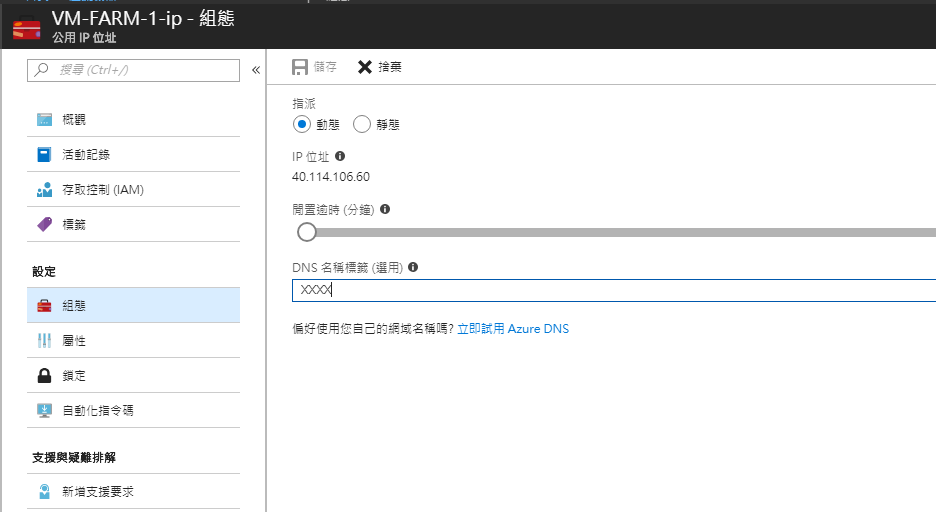 VM-FARM-1-ip - 組態
公用 IP 位址
搜尋 (Ctrl+/)
概觀
活動記錄
存取控制 (IAM)
標籤
設定
組態
屬性
鎖定
自動化指令碼
支援與疑難排解
新增支援要求
儲存
捨棄
指派
動態
靜態
IP 位址
40.114.106.60
閒置逾時 (分鐘)
DNS 名稱標籤 (選用)
XXXX
偏好使用您自己的網域名稱嗎? 立即試用 Azure DNS